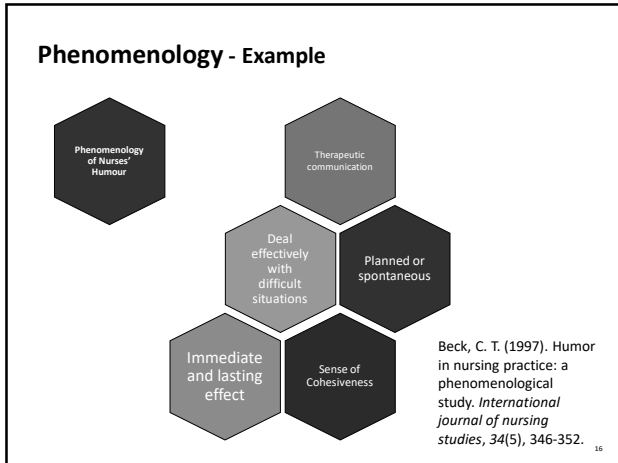 Phenomenology - Example
Phenomenology
of Nurses'
Humour
Therapeutic
communication
Deal
effectively
with
difficult
situations
Planned or
spontaneous
Immediate
and lasting
effect
Sense of
Cohesiveness
Beck, C. T. (1997). Humor
in nursing practice: a
phenomenological
study. International
journal of nursing
studies, 34(5), 346-352.
16